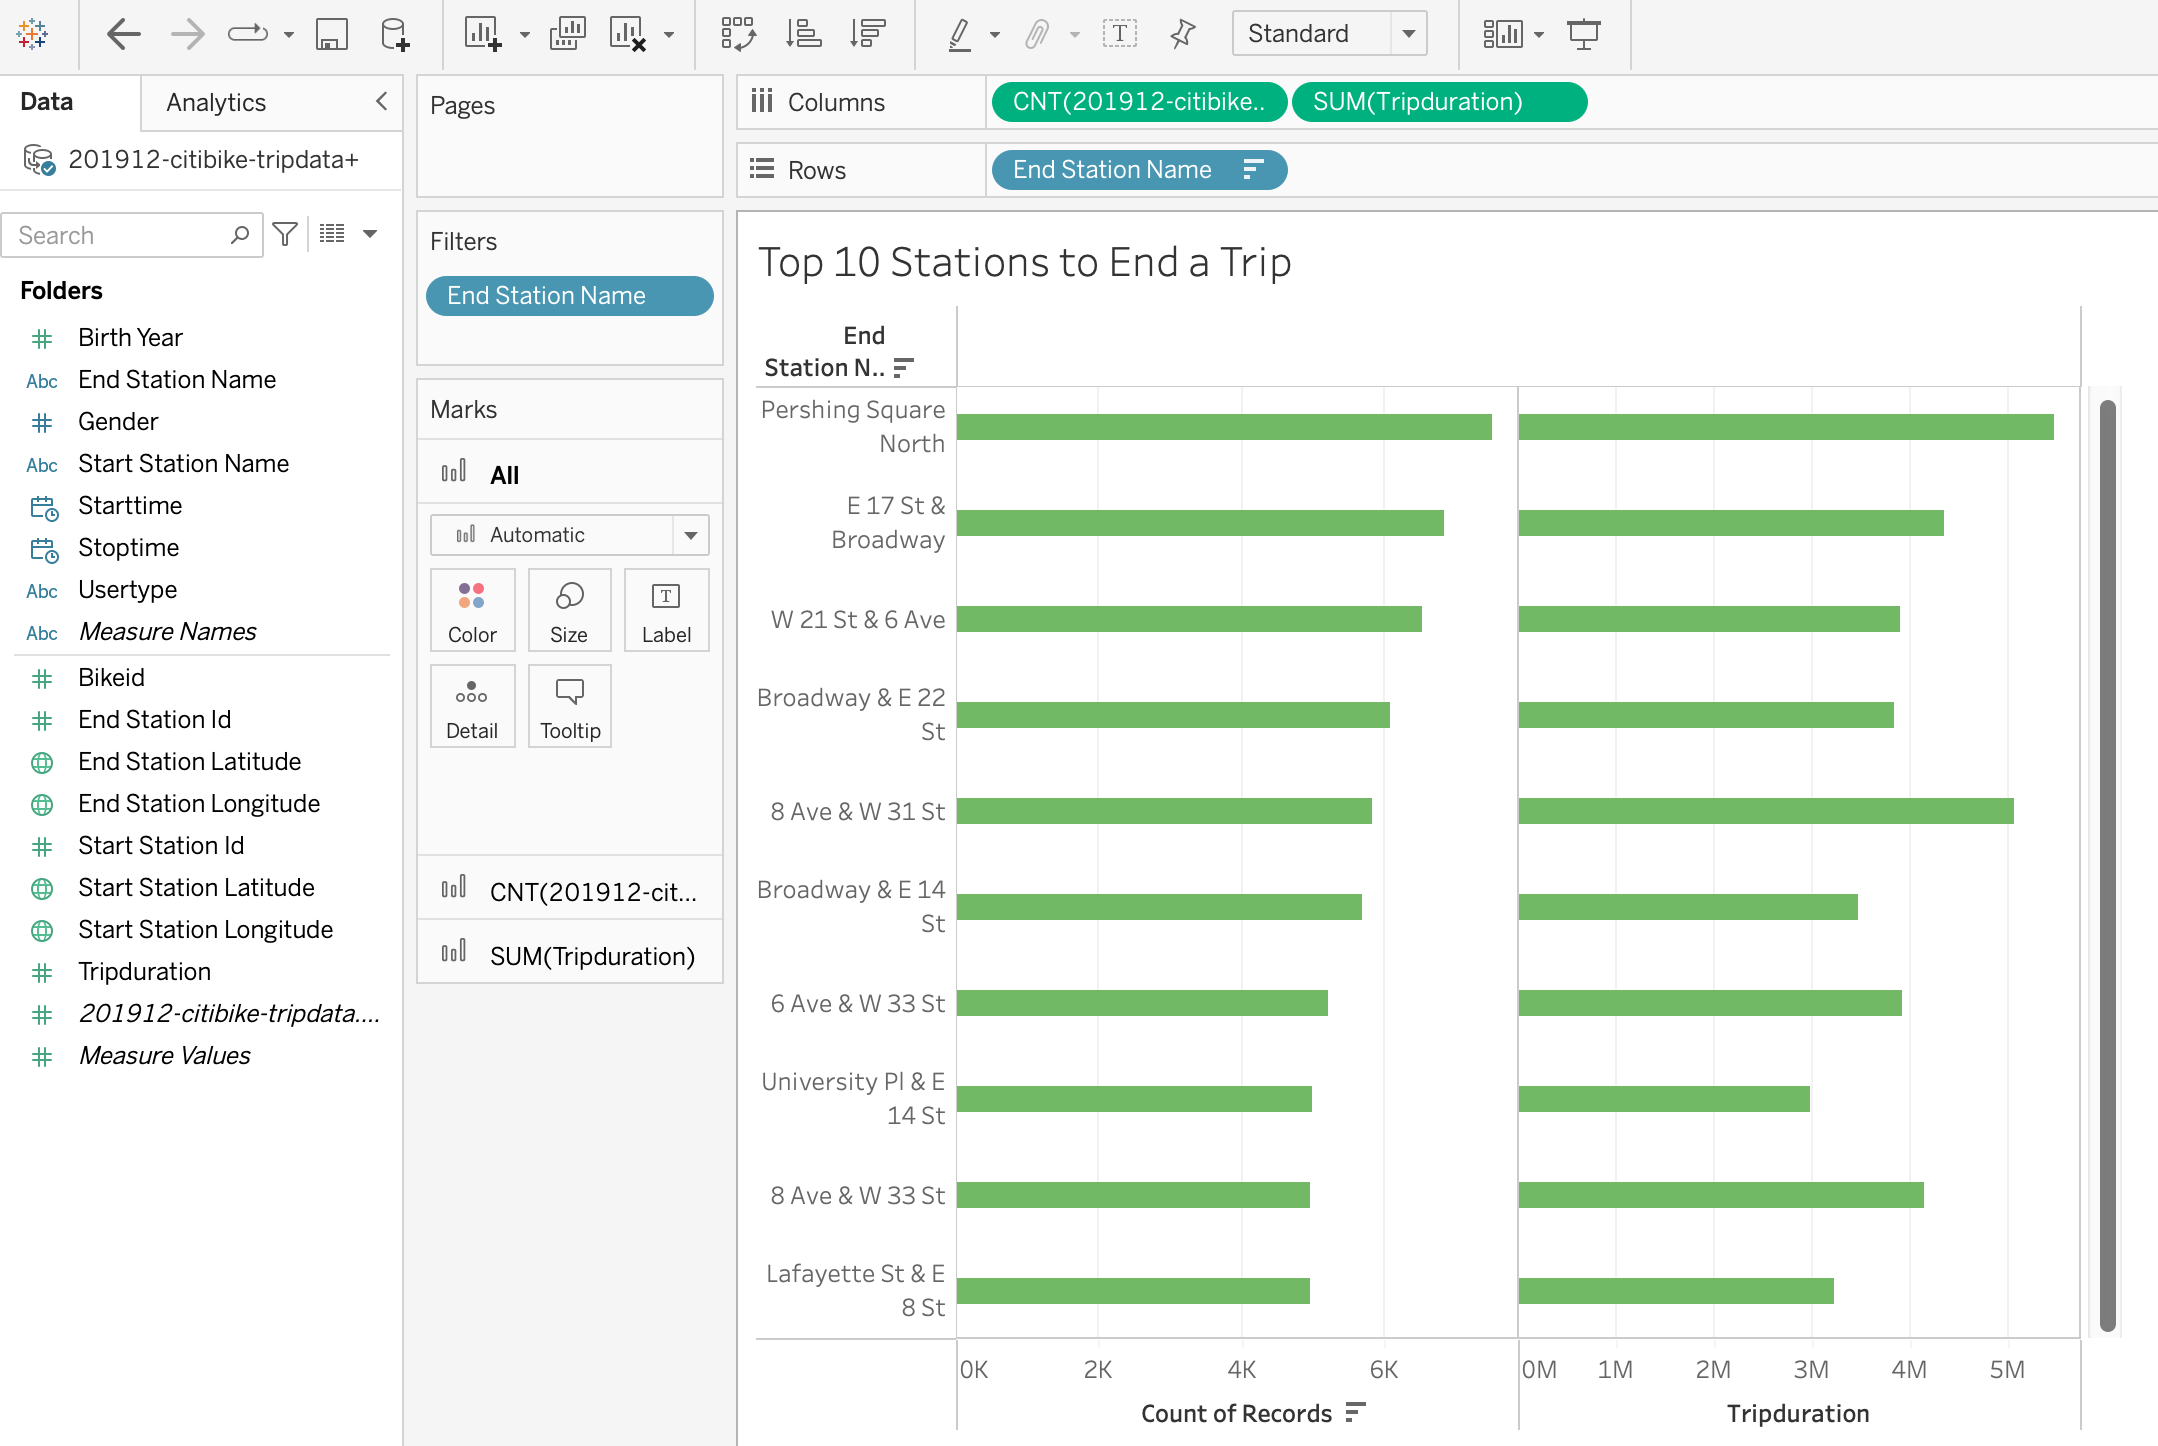 Standard
Data
Analytics
201912-citibike-tripdata+
Search
Folders
Birth Year
Abc End Station Name
Gender
Abc Start Station Name
Starttime
Stoptime
Abc Usertype
Abc Measure Names
Bikeid
End Station Id
End Station Latitude
End Station Longitude
Start Station Id
Start Station Latitude
Start Station Longitude
Tripduration
201912-citibike-tripdata....
Measure Values
Pages
Filters
End Station Name
Marks
All
Automatic
Color
Size
T
Label
Detail
Tooltip
CNT(201912-cit...
SUM(Tripduration)
Columns
CNT(201912-citibike..
SUM(Tripduration)
Rows
End Station Name
Top 10 Stations to End a Trip
End
Station N..
Pershing Square
North
E 17 St &
Broadway
W 21 St & 6 Ave
Broadway & E 22
St
8 Ave & W 31 St
Broadway & E 14
St
6 Ave & W 33 St
University Pl & E
14 St
8 Ave & W 33 St
Lafayette St & E
8 St
0K 2K 4K 6K
0M 1M 2M 3M 4M 5M
Count of Records
Tripduration